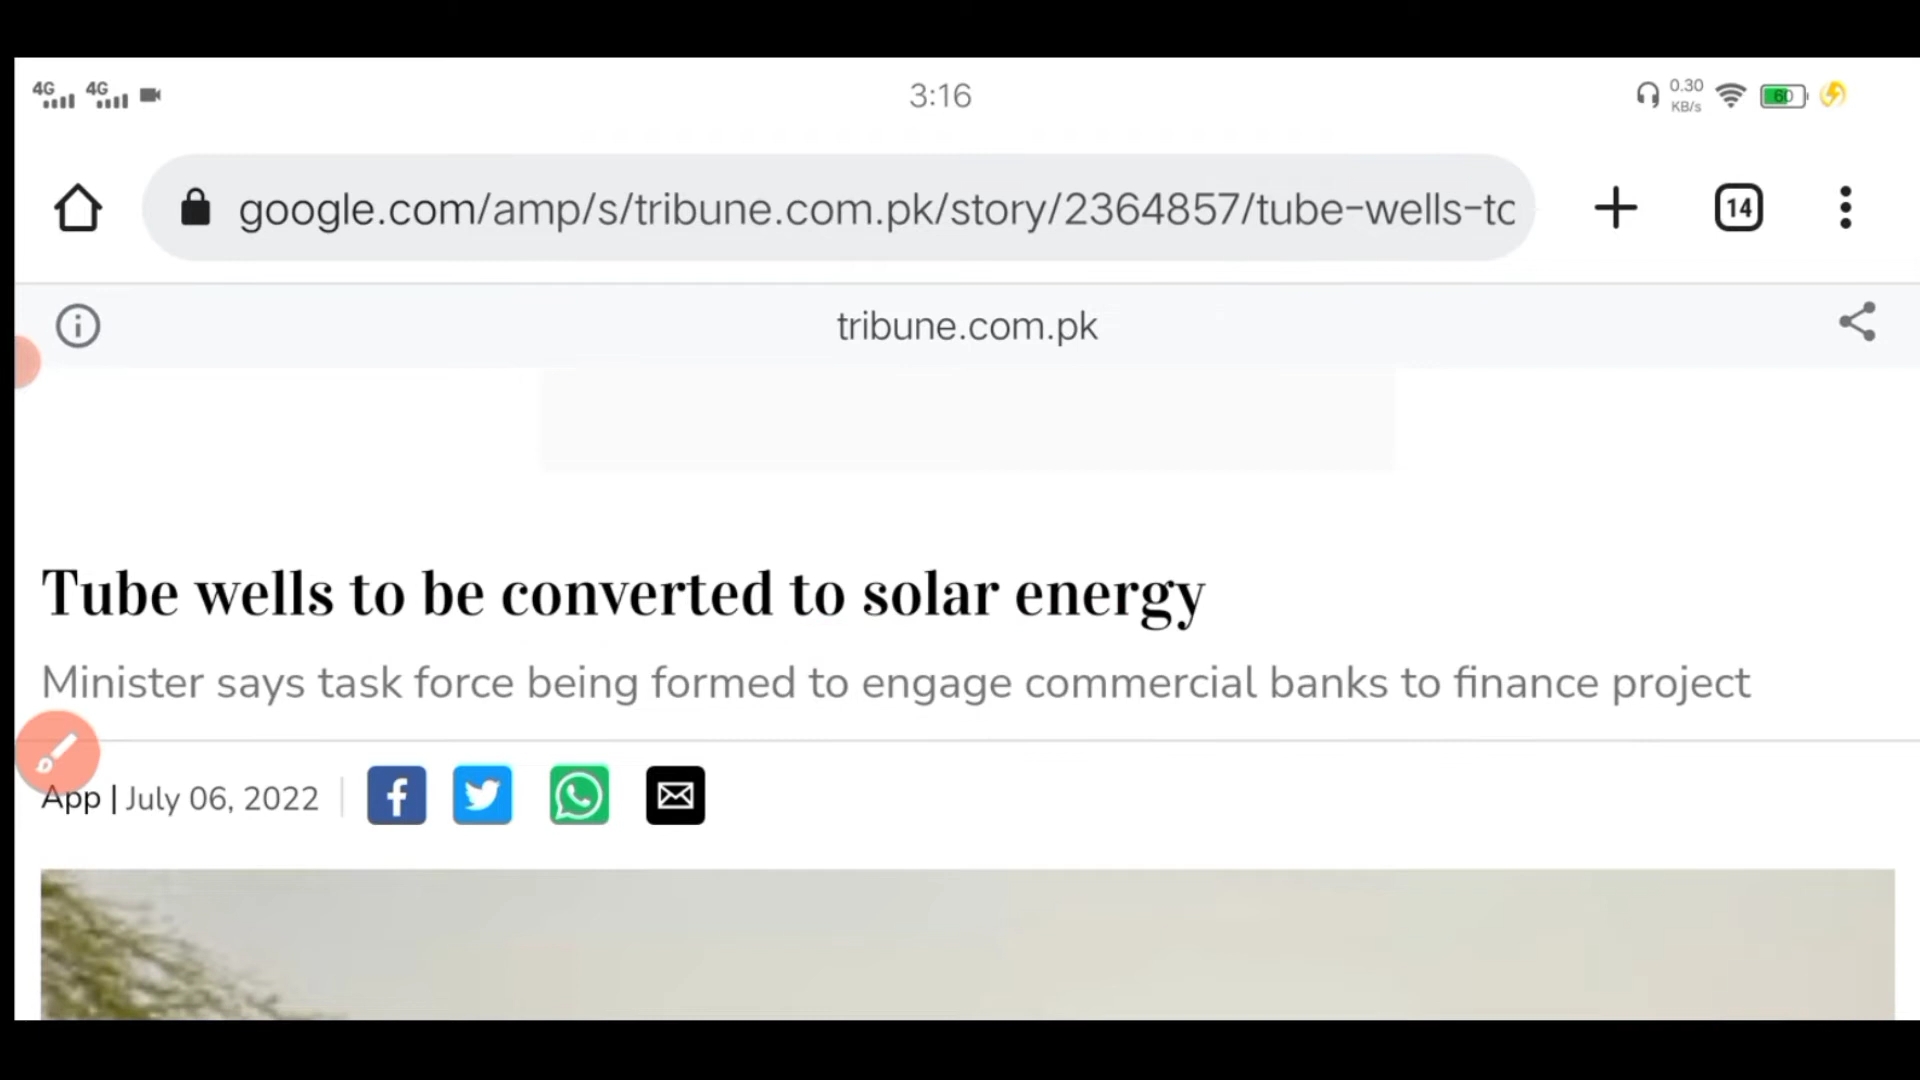 4G 4G 3:16 0.30 KB/s 60
google.com/amp/s/tribune.com.pk/story/2364857/tube-wells-to 14
tribune.com.pk
Tube wells to be converted to solar energy
Minister says task force being formed to engage commercial banks to finance project
App | July 06, 2022